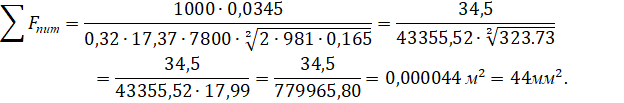 ∑ F_пит = (1000 · 0,0345) / (0,32 · 17,37 · 7800 · ²√(2 · 981 · 0,165)) = 34,5 / (43355,52 · ²√323.73)
= 34,5 / (43355,52 · 17,99) = 34,5 / 779965,80 = 0,000044 м² = 44мм².